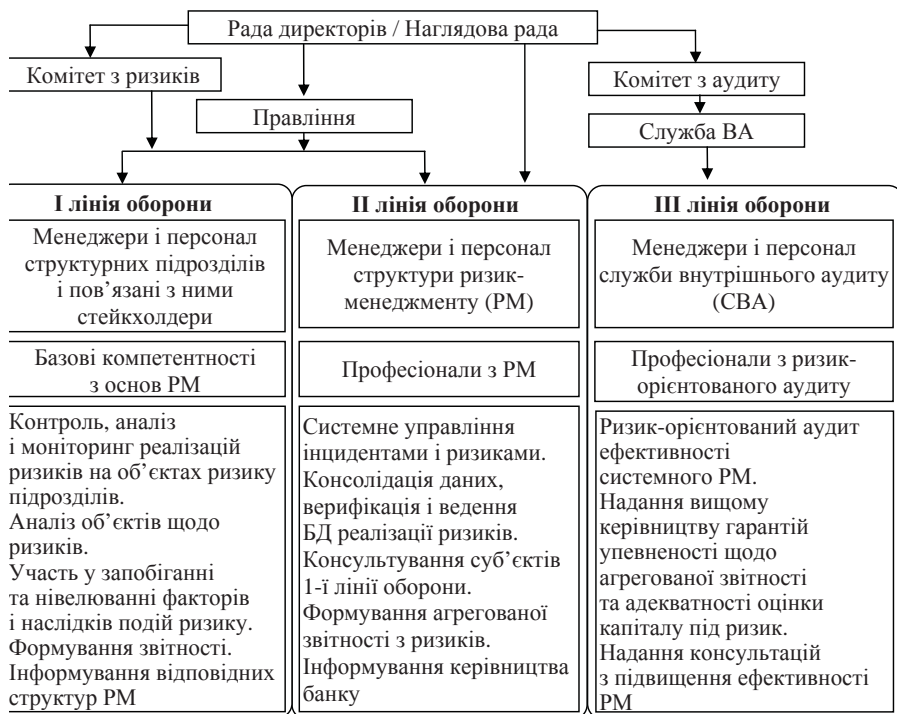 Рада директорів / Наглядова рада
Комітет з ризиків
Комітет з аудиту
Правління
Служба ВА
I лінія оборони
Менеджери і персонал
структурних підрозділів
і пов’язані з ними
стейкхолдери
Базові компетентності
з основ РМ
Контроль, аналіз
і моніторинг реалізацій
ризиків на об’єктах ризику
підрозділів.
Аналіз об’єктів щодо
ризиків.
Участь у запобіганні
та нівелюванні факторів
і наслідків подій ризику.
Формування звітності.
Інформування відповідних
структур РМ
II лінія оборони
Менеджери і персонал
структури ризик-
менеджменту (РМ)
Професіонали з РМ
Системне управління
інцидентами і ризиками.
Консолідація даних,
верифікація і ведення
БД реалізації ризиків.
Консультування суб’єктів
1-ї лінії оборони.
Формування агрегованої
звітності з ризиків.
Інформування керівництва
банку
III лінія оборони
Менеджери і персонал
служби внутрішнього аудиту
(СВА)
Професіонали з ризик-
орієнтованого аудиту
Ризик-орієнтований аудит
ефективності
системного РМ.
Надання вищому
керівництву гарантій
упевненості щодо
агрегованої звітності
та адекватності оцінки
капіталу під ризик.
Надання консультацій
з підвищення ефективності
РМ